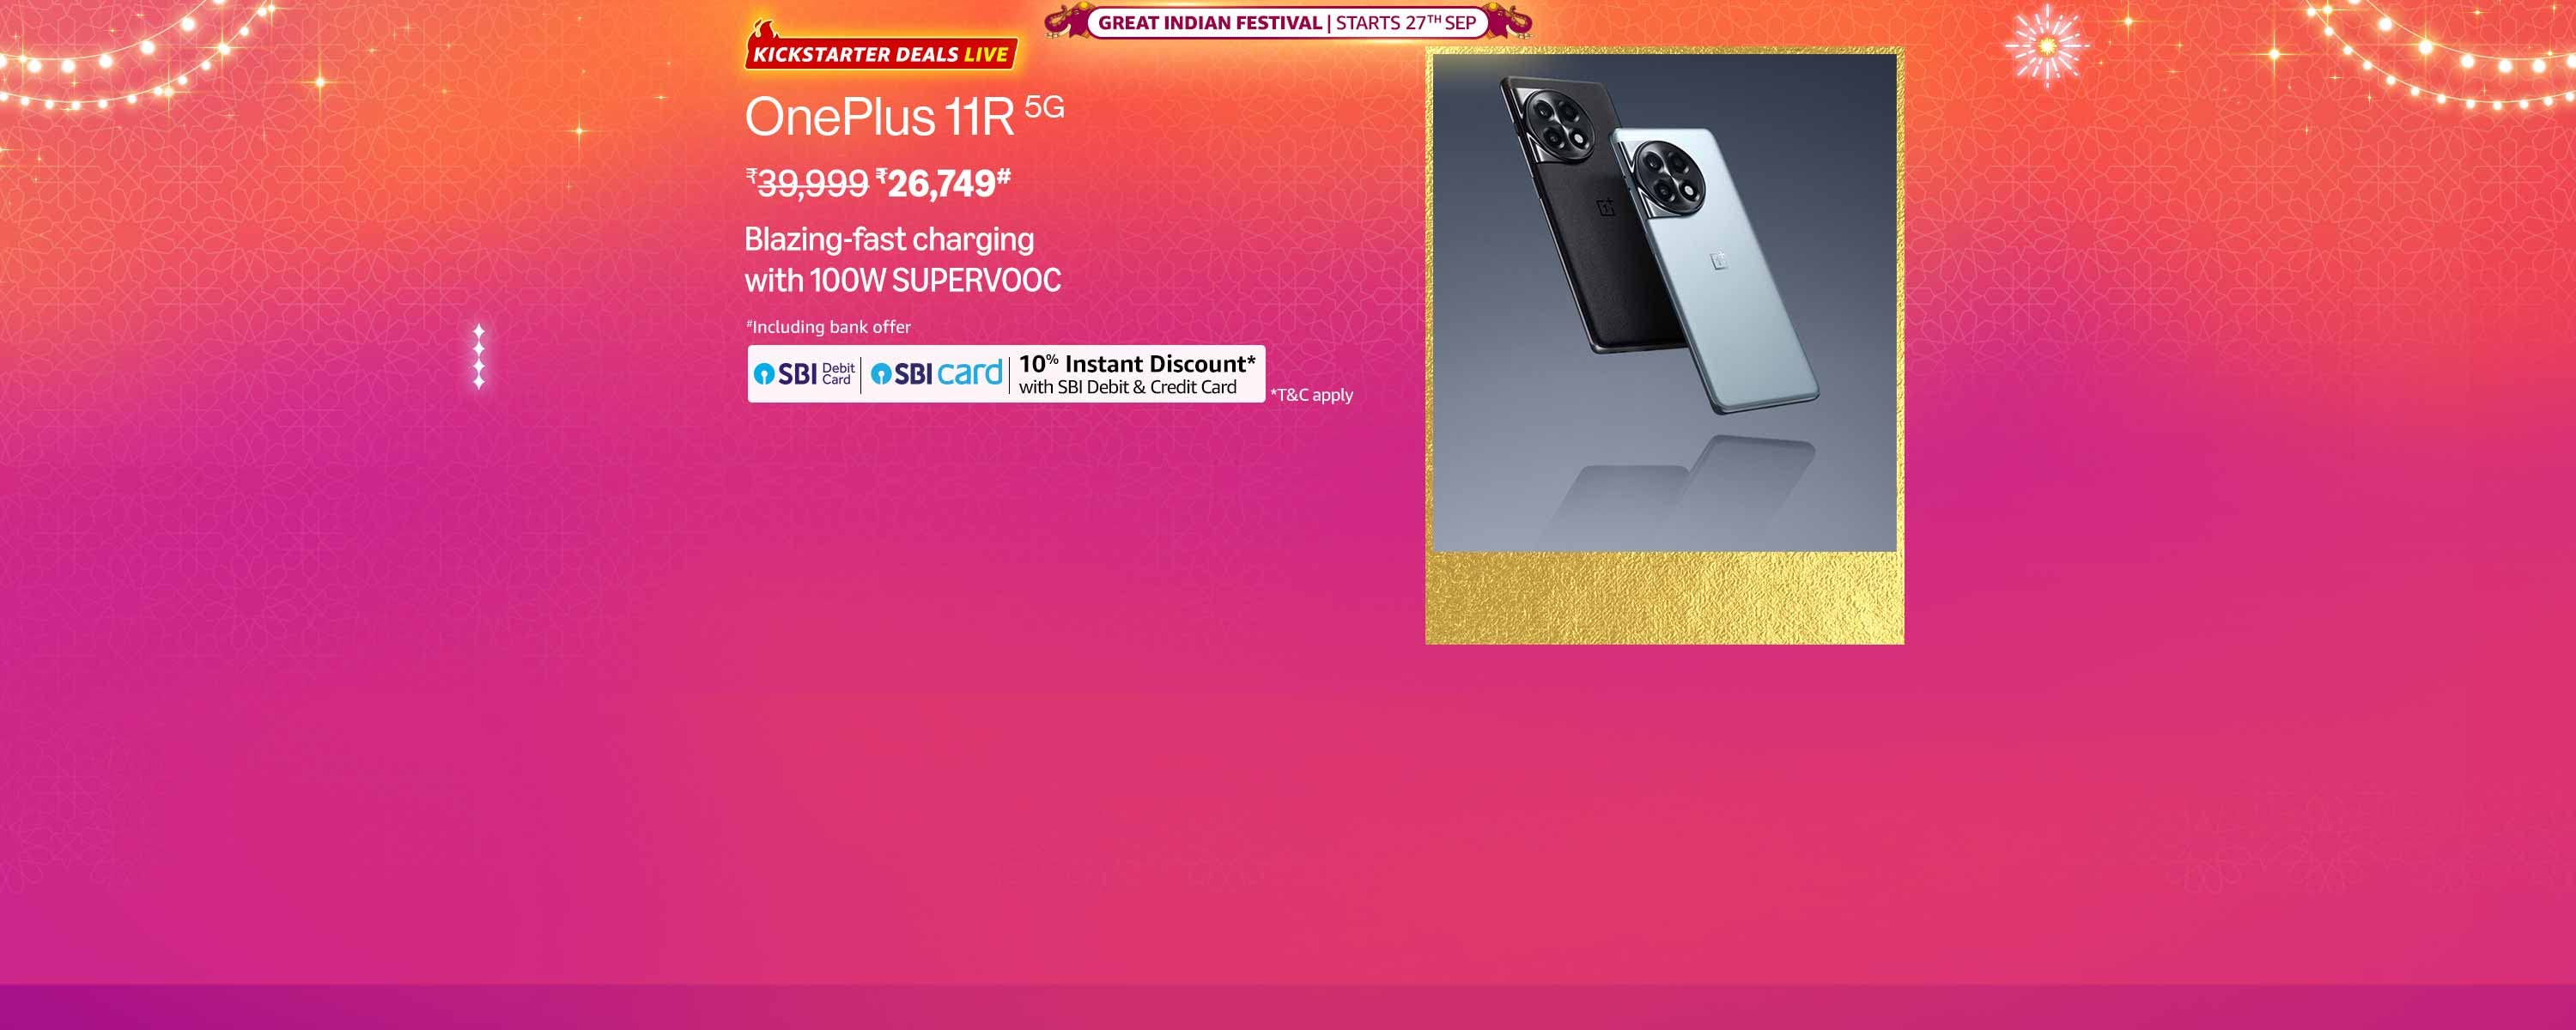 GREAT INDIAN FESTIVAL | STARTS 27TH SEP
KICKSTARTER DEALS LIVE
OnePlus 11R 5G
₹39,999 ₹26,749#
Blazing-fast charging
with 100W SUPERVOOC
#Including bank offer
SBI Debit Card | SBI card | 10% Instant Discount*
with SBI Debit & Credit Card
*T&C apply